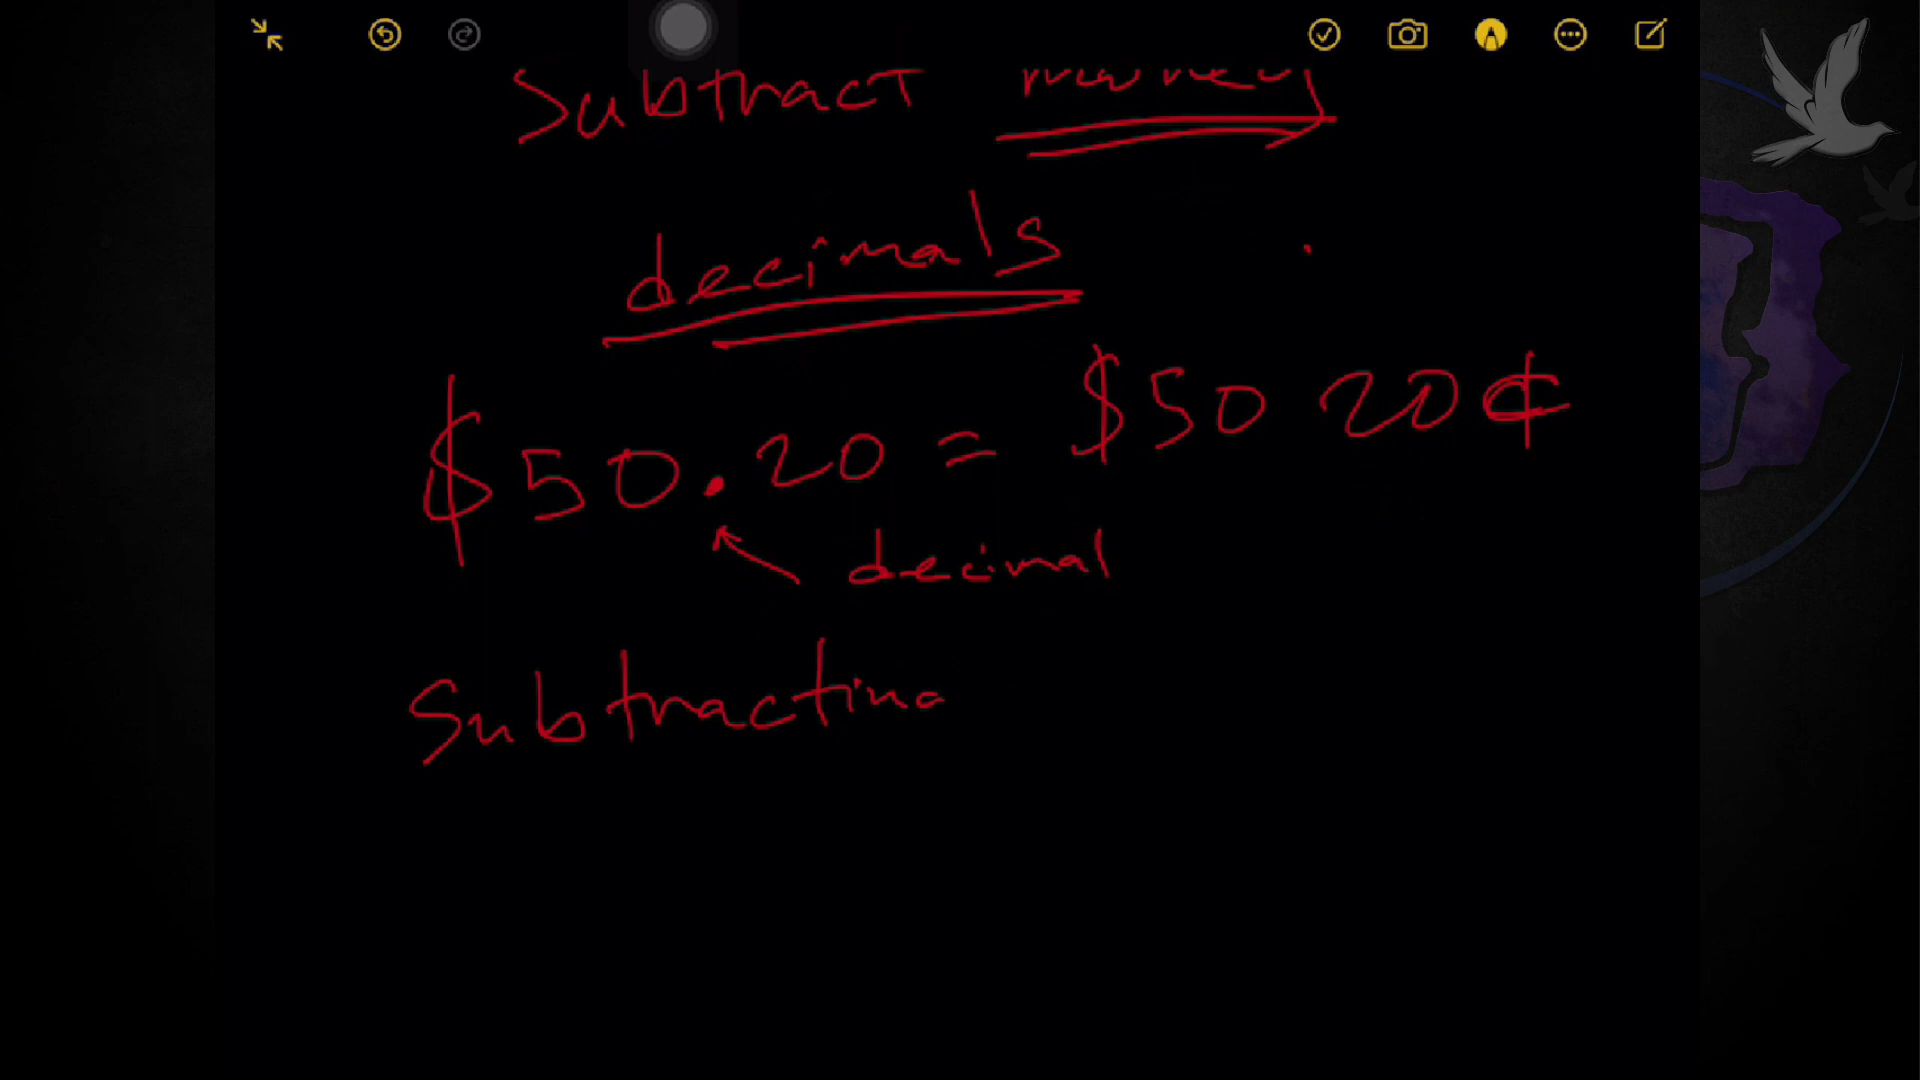 Subtract money
decimals
$50.20 = $50 20¢
decimal
Subtracting